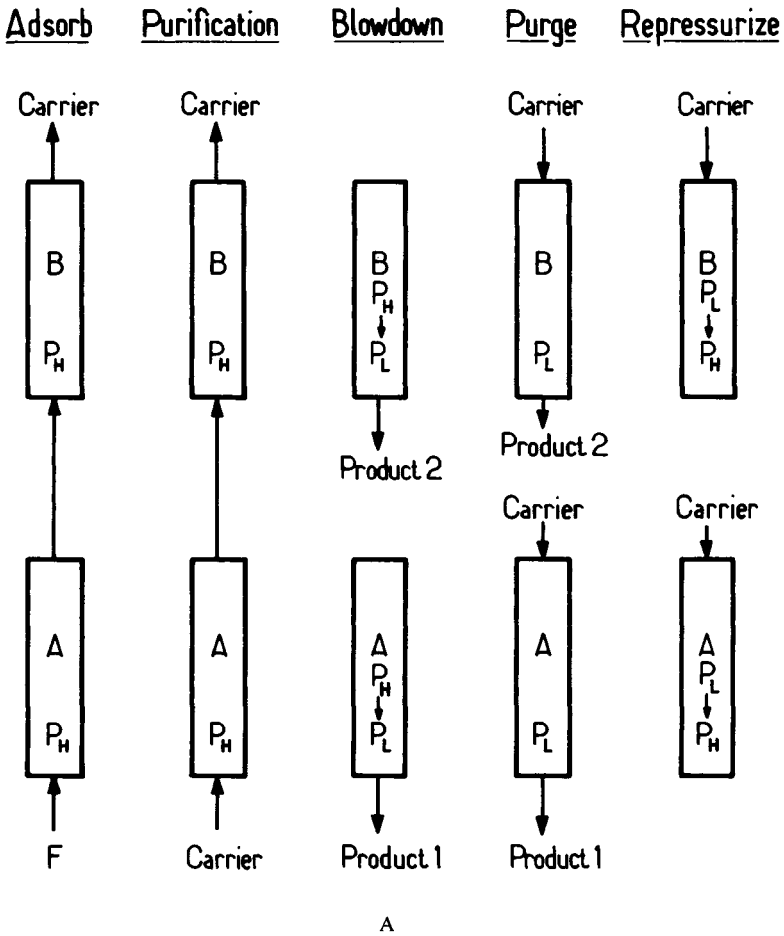 Adsorb Purification Blowdown Purge Repressurize
Carrier Carrier Carrier Carrier
B B B B B
P_H P_L
P_H P_H P_L P_L P_H
Product 2 Product 2
Carrier Carrier
A A A A A
P_H P_L
P_H P_H P_L P_L P_H
F Carrier Product 1 Product 1
A